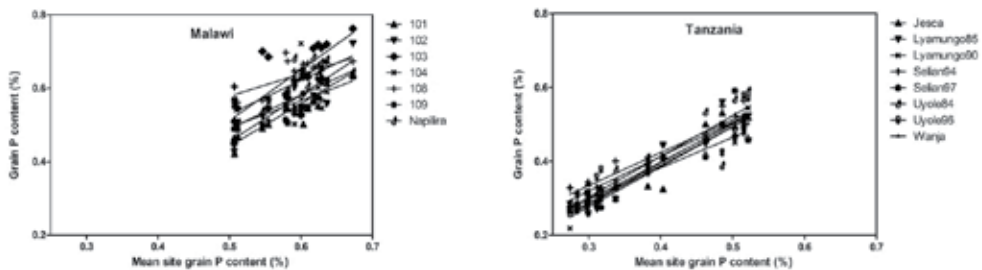 Malawi
Grain P content (%)
0.8
0.6
0.4
0.2
0.3
0.4
0.5
0.6
0.7
Mean site grain P content (%)
101
102
103
104
108
109
Napilira
Tanzania
Grain P content (%)
0.8
0.6
0.4
0.2
0.3
0.4
0.5
0.6
0.7
Mean site grain P content (%)
Jesca
Lyamungo85
Lyamungo90
Selian94
Selian97
Uyole84
Uyole98
Wanja